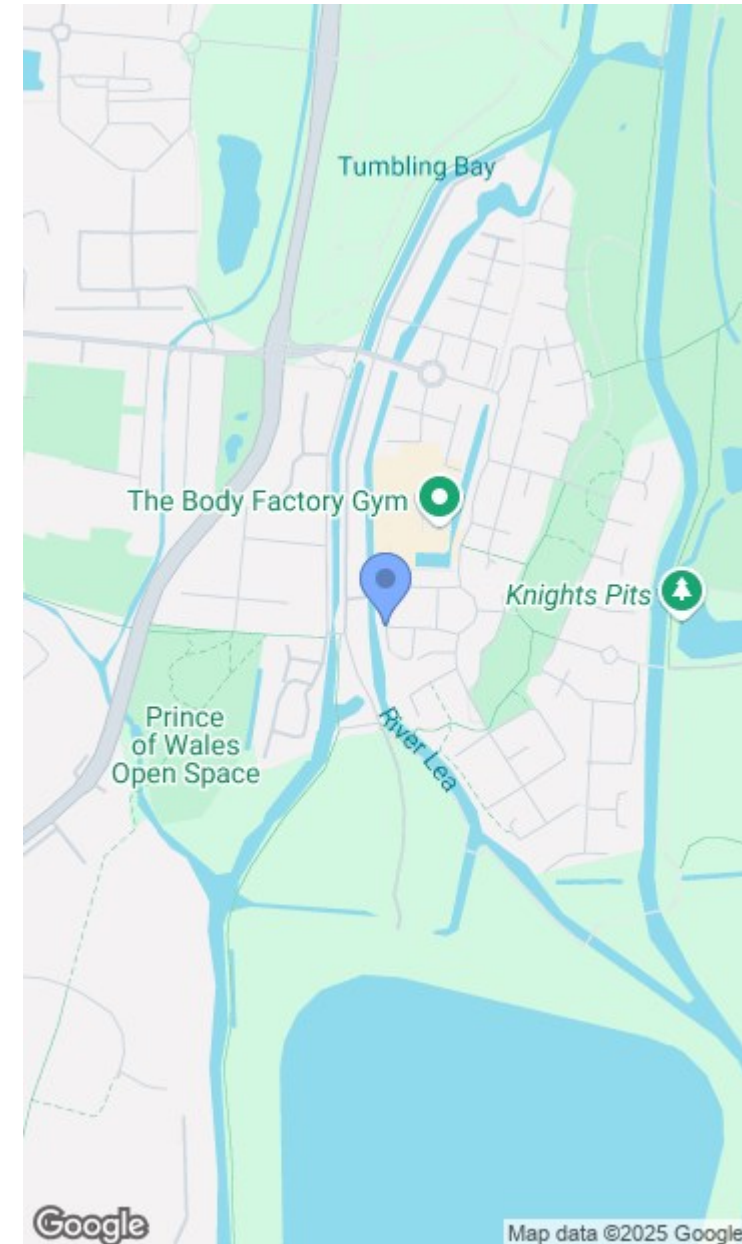 Tumbling Bay
The Body Factory Gym
Knights Pits
Prince
of Wales
Open Space
River Lea
Google
Map data ©2025 Google